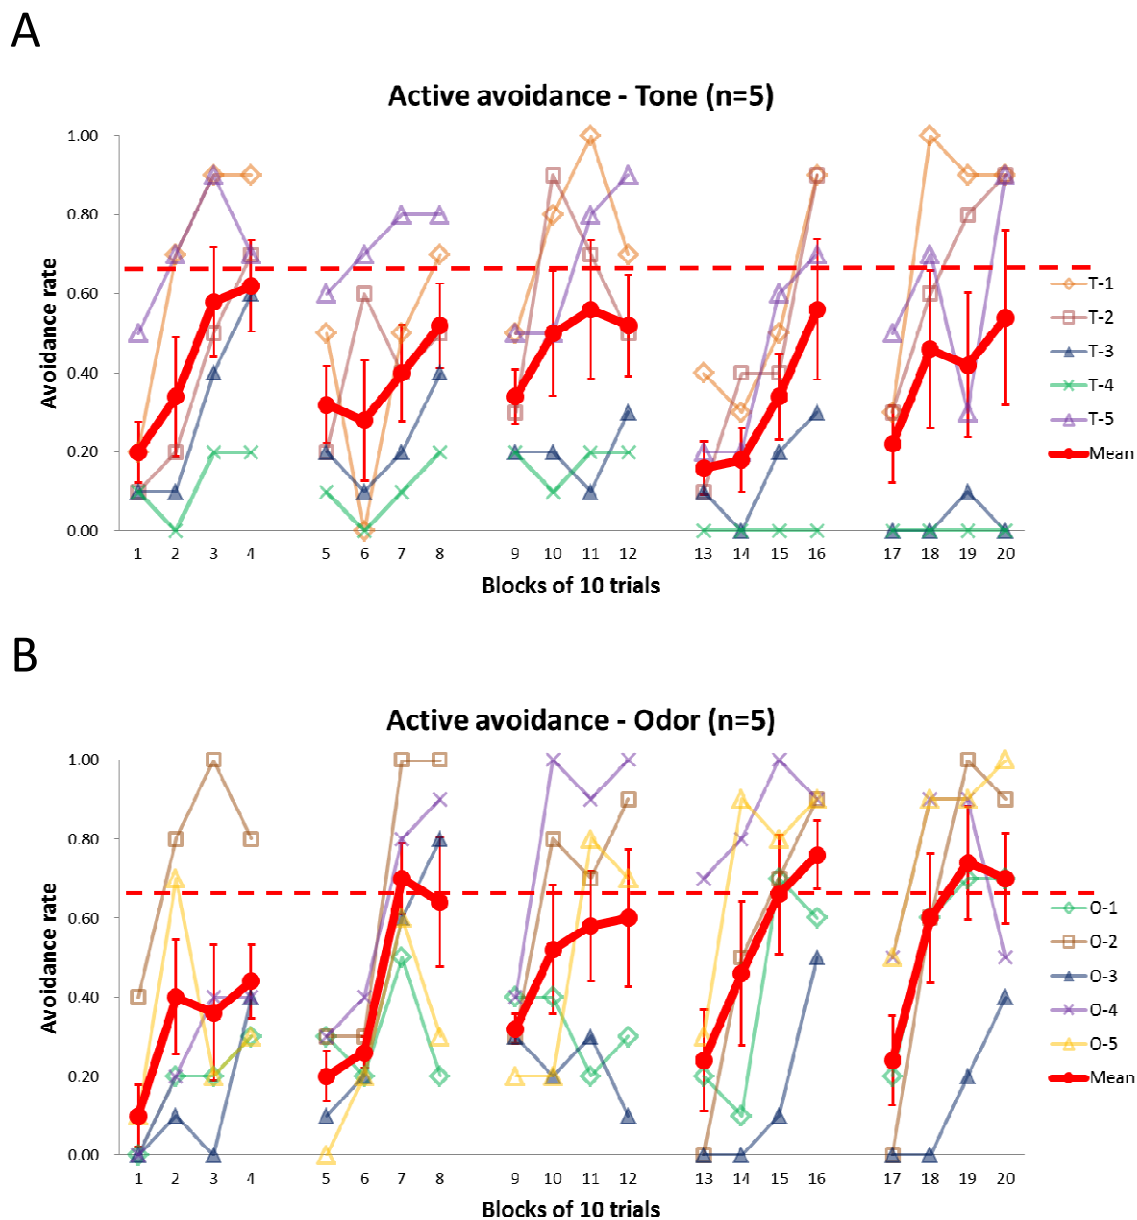 A
Active avoidance - Tone (n=5)
1.00
0.80
0.60
0.40
0.20
0.00
Avoidance rate
1 2 3 4 5 6 7 8 9 10 11 12 13 14 15 16 17 18 19 20
Blocks of 10 trials
T-1
T-2
T-3
T-4
T-5
Mean
B
Active avoidance - Odor (n=5)
1.00
0.80
0.60
0.40
0.20
0.00
Avoidance rate
1 2 3 4 5 6 7 8 9 10 11 12 13 14 15 16 17 18 19 20
Blocks of 10 trials
O-1
O-2
O-3
O-4
O-5
Mean